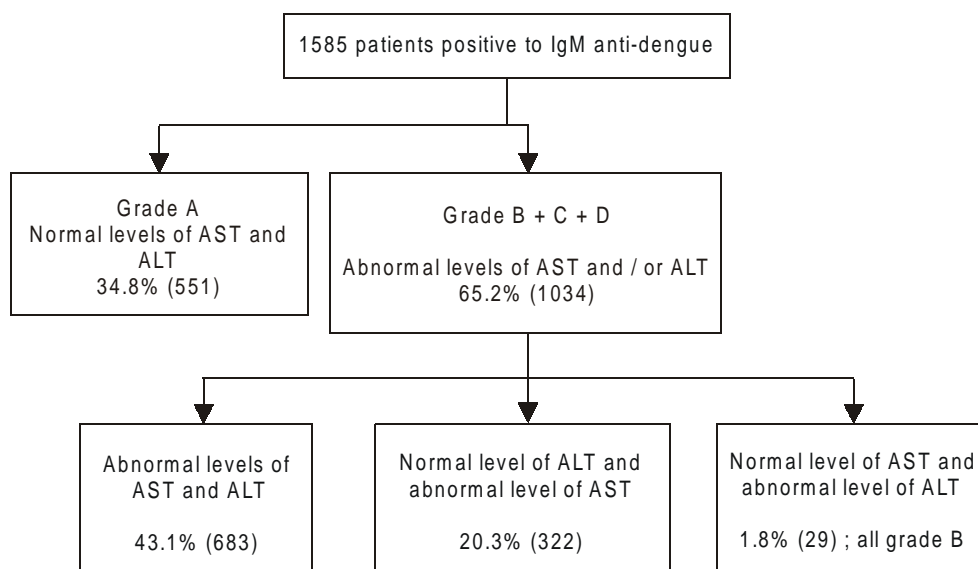 1585 patients positive to IgM anti-dengue
Grade A
Normal levels of AST and
ALT
34.8% (551)
Grade B + C + D
Abnormal levels of AST and / or ALT
65.2% (1034)
Abnormal levels of
AST and ALT
43.1% (683)
Normal level of ALT and
abnormal level of AST
20.3% (322)
Normal level of AST and
abnormal level of ALT
1.8% (29) ; all grade B